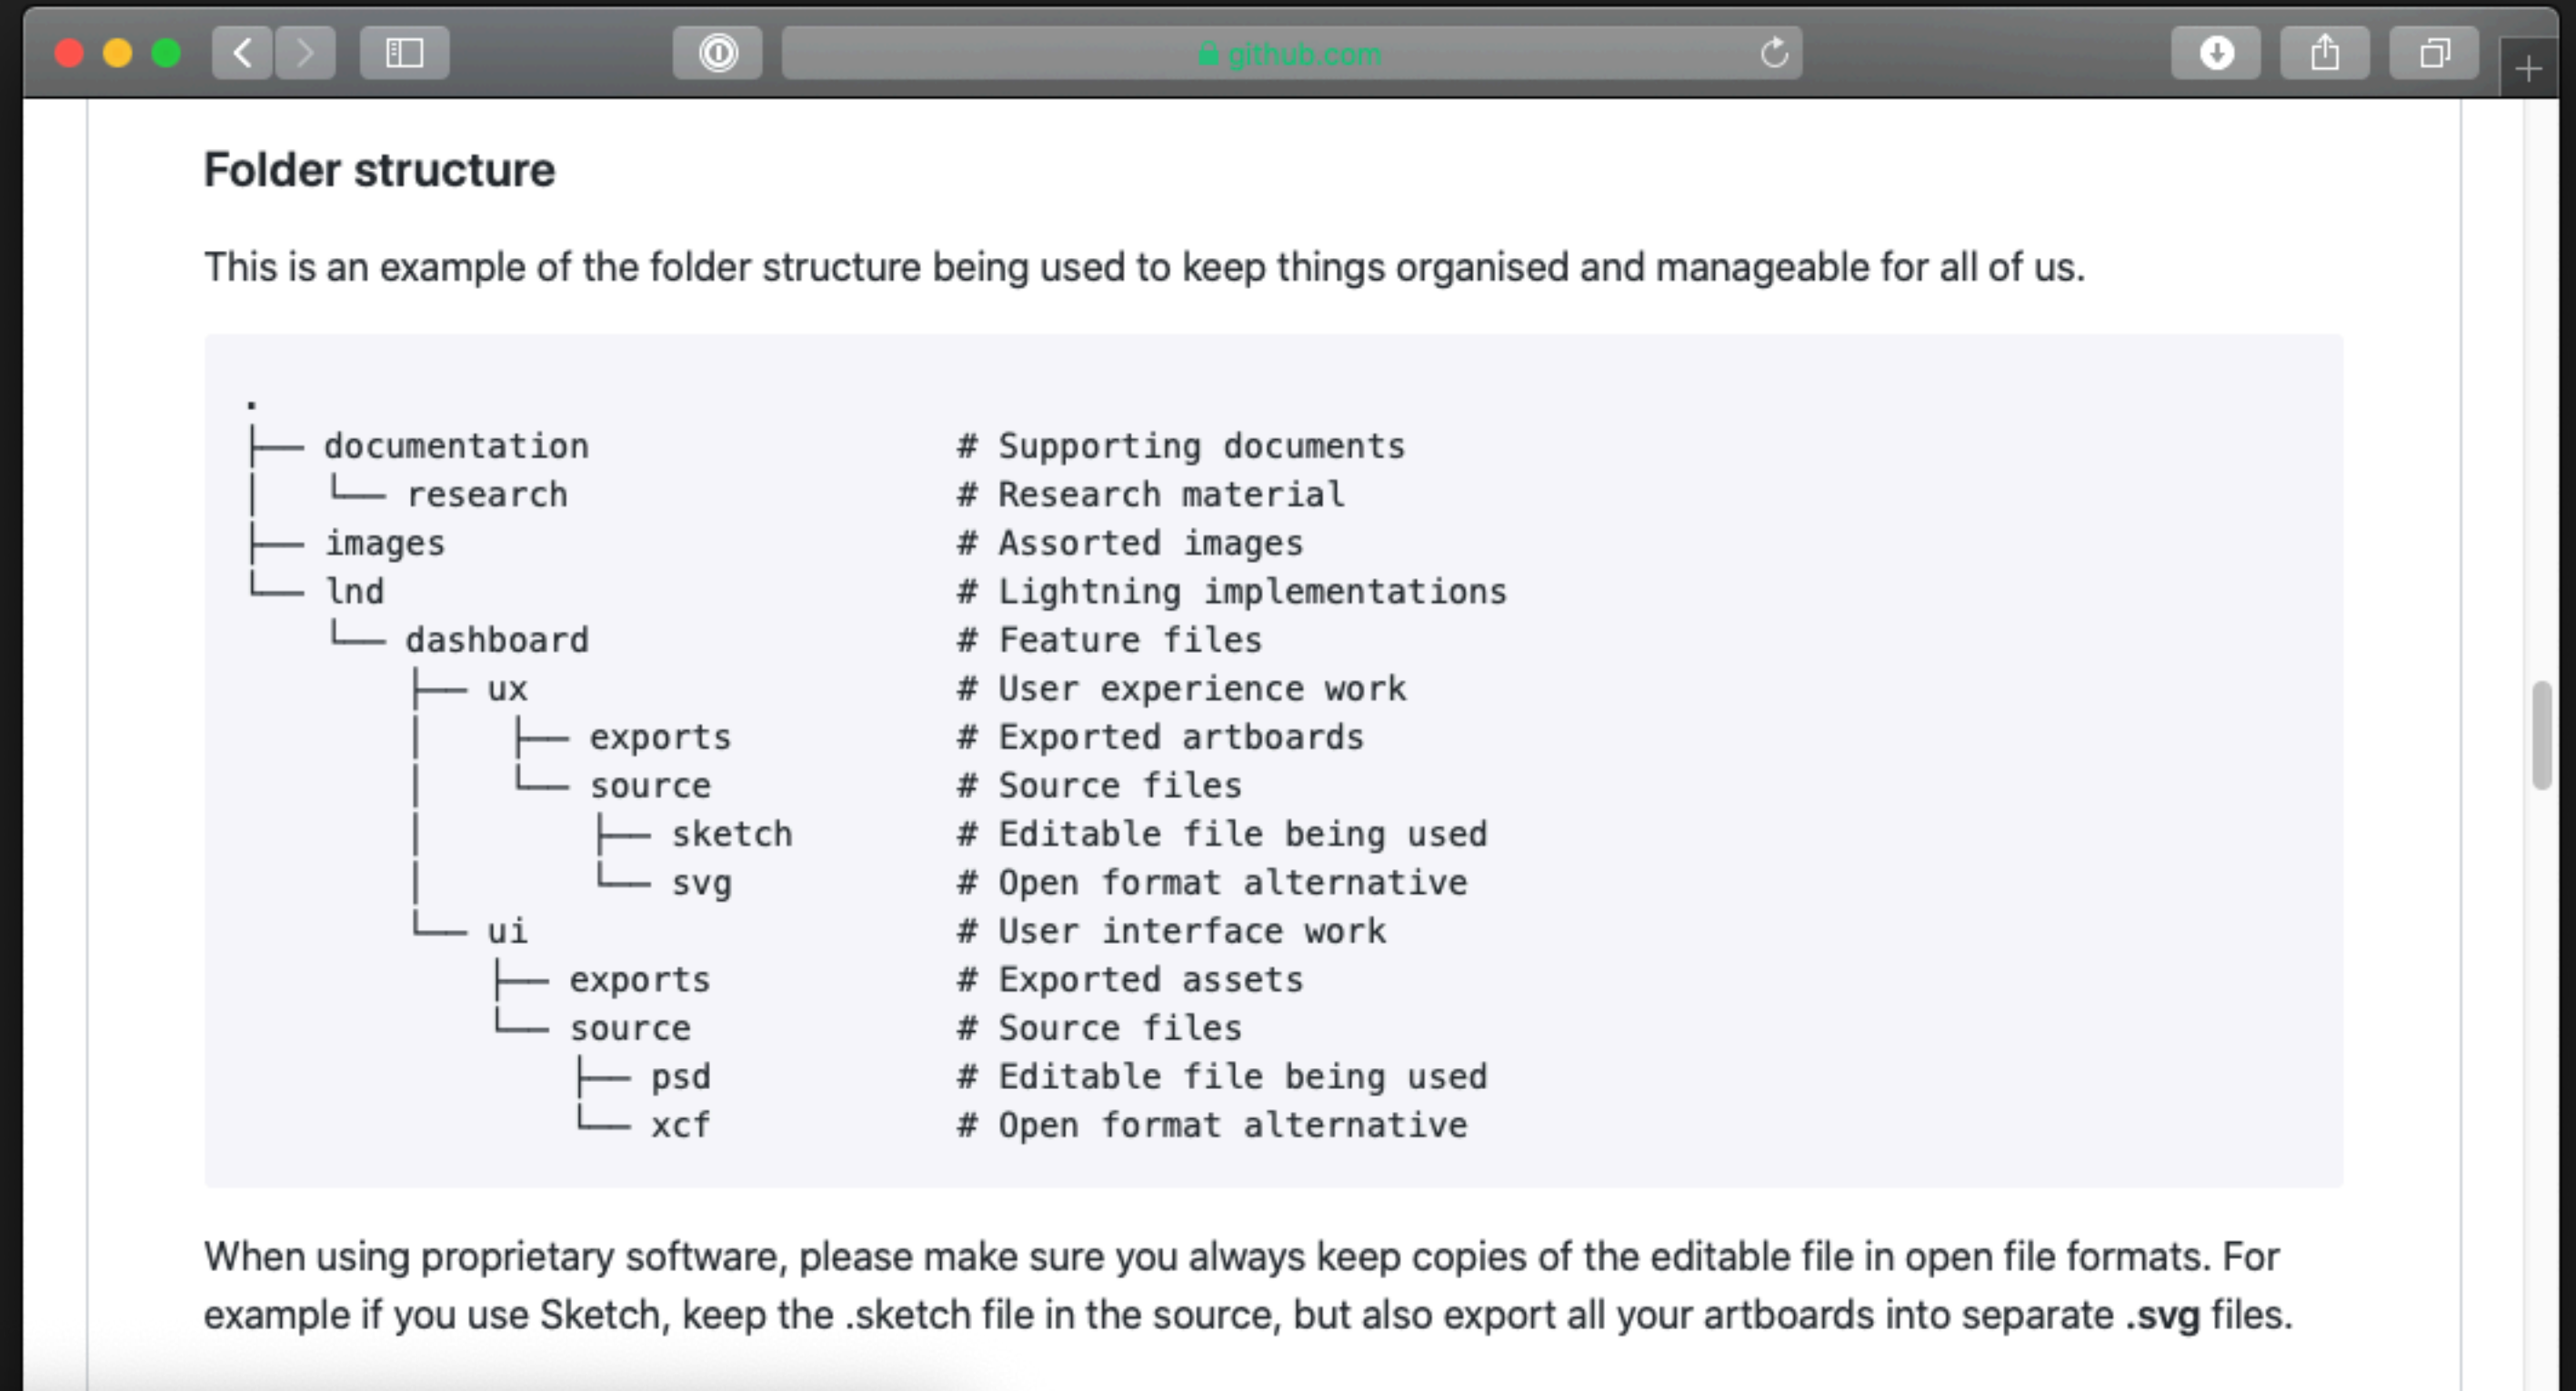 github.com
Folder structure
This is an example of the folder structure being used to keep things organised and manageable for all of us.
.
├── documentation                  # Supporting documents
│   └── research                   # Research material
├── images                         # Assorted images
└── lnd                            # Lightning implementations
    └── dashboard                  # Feature files
        ├── ux                     # User experience work
        │    ├── exports           # Exported artboards
        │    └── source            # Source files
        │        ├── sketch        # Editable file being used
        │        └── svg           # Open format alternative
        └── ui                     # User interface work
            ├── exports            # Exported assets
            └── source             # Source files
                ├── psd            # Editable file being used
                └── xcf            # Open format alternative
When using proprietary software, please make sure you always keep copies of the editable file in open file formats. For
example if you use Sketch, keep the .sketch file in the source, but also export all your artboards into separate .svg files.